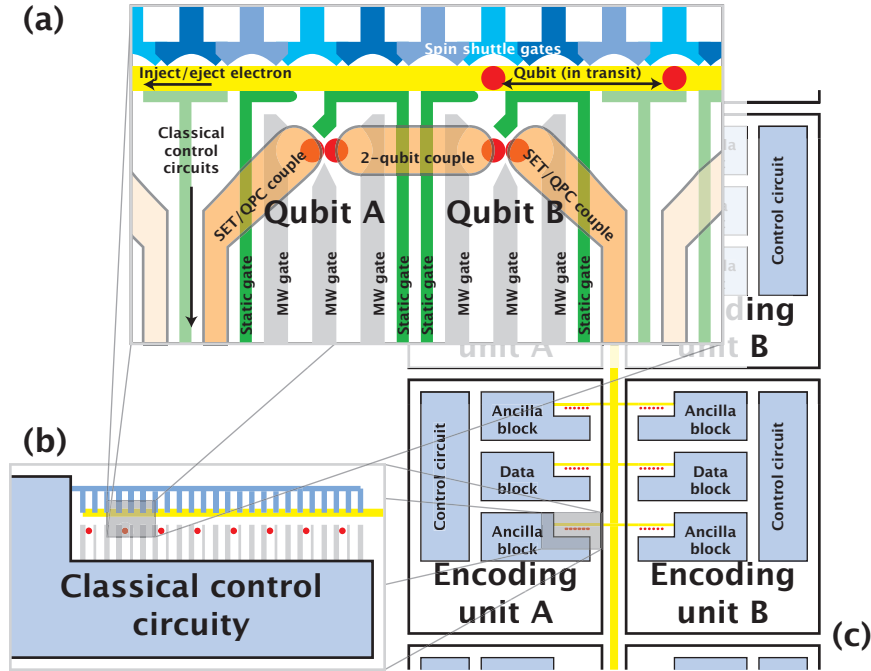 (a)
Spin shuttle gates
Inject/eject electron
Qubit (in transit)
Classical
control
circuits
SET/QPC couple
2-qubit couple
SET/QPC couple
Qubit A
Qubit B
Static gate
MW gate
MW gate
MW gate
Static gate
Static gate
MW gate
MW gate
MW gate
Static gate
Control circuit
unit A
coding
unit B
(b)
Classical control
circuity
Control circuit
Ancilla
block
Data
block
Ancilla
block
Encoding
unit A
Ancilla
block
Data
block
Ancilla
block
Control circuit
Encoding
unit B
(c)